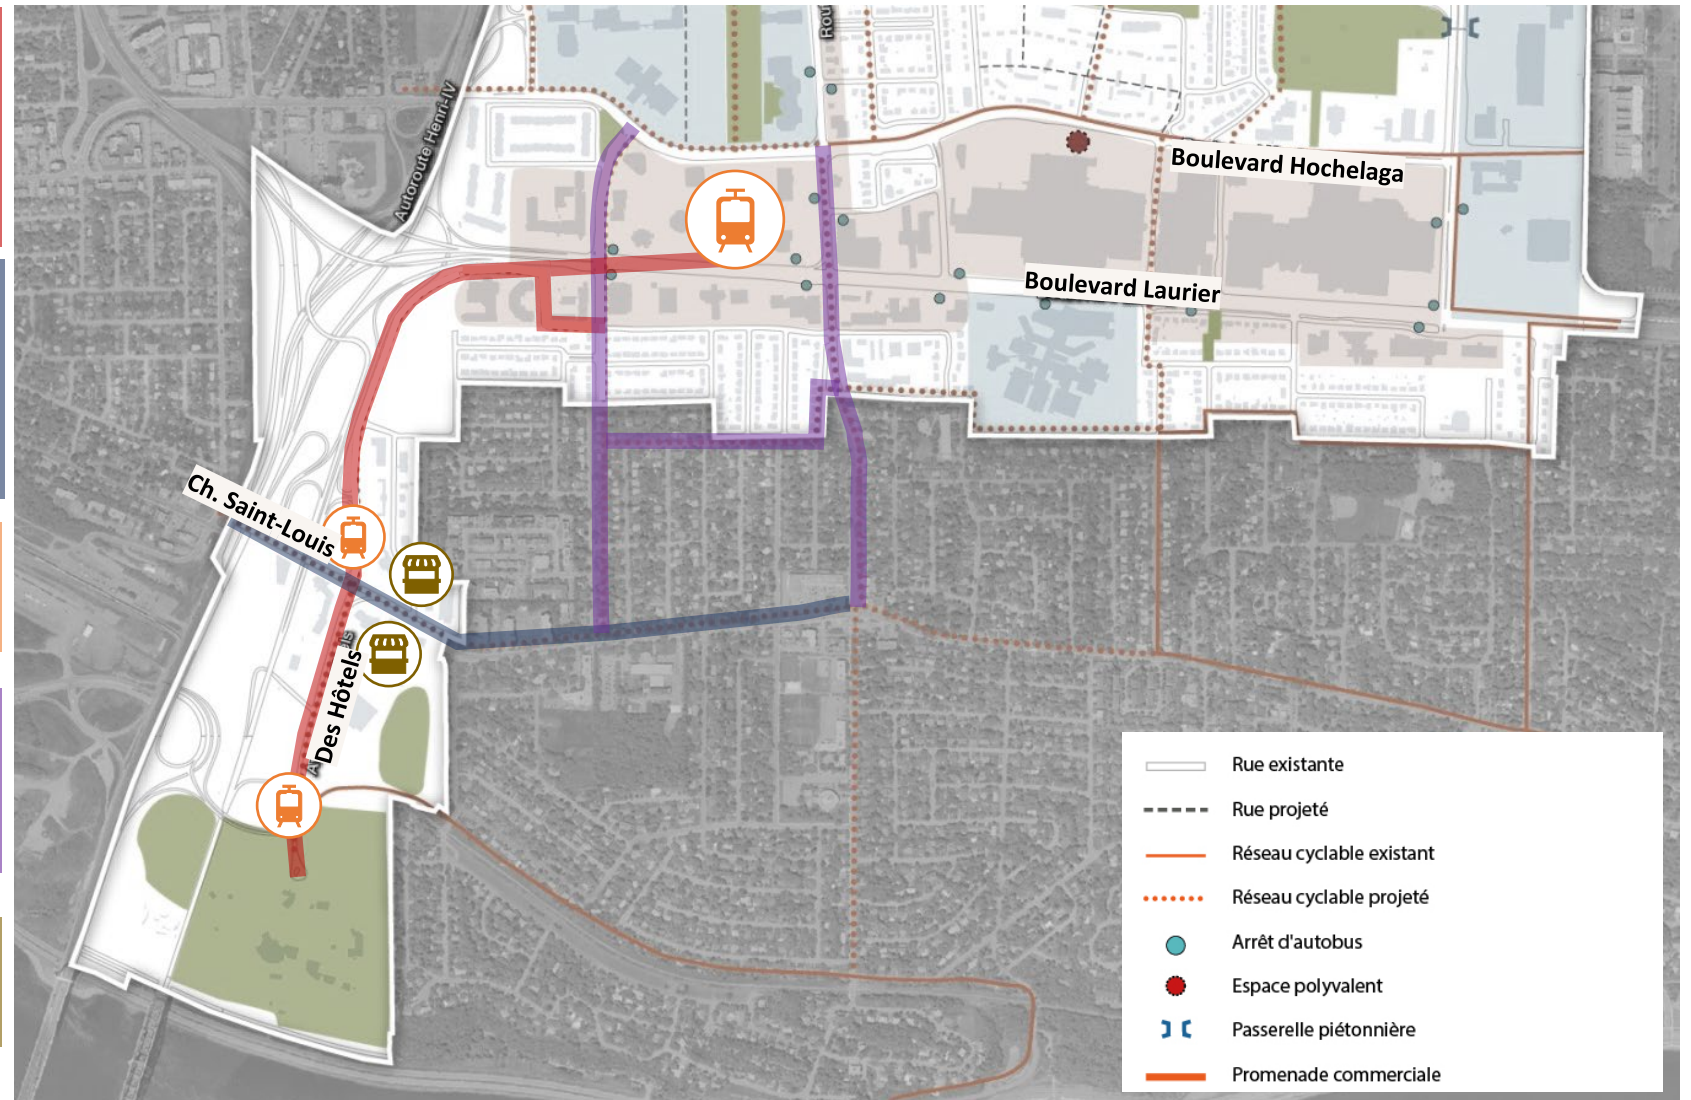 Rou
Autoroute Henri-IV
Boulevard Hochelaga
Boulevard Laurier
Ch. Saint-Louis
Des Hôtels
Rue existante
Rue projeté
Réseau cyclable existant
Réseau cyclable projeté
Arrêt d'autobus
Espace polyvalent
Passerelle piétonnière
Promenade commerciale